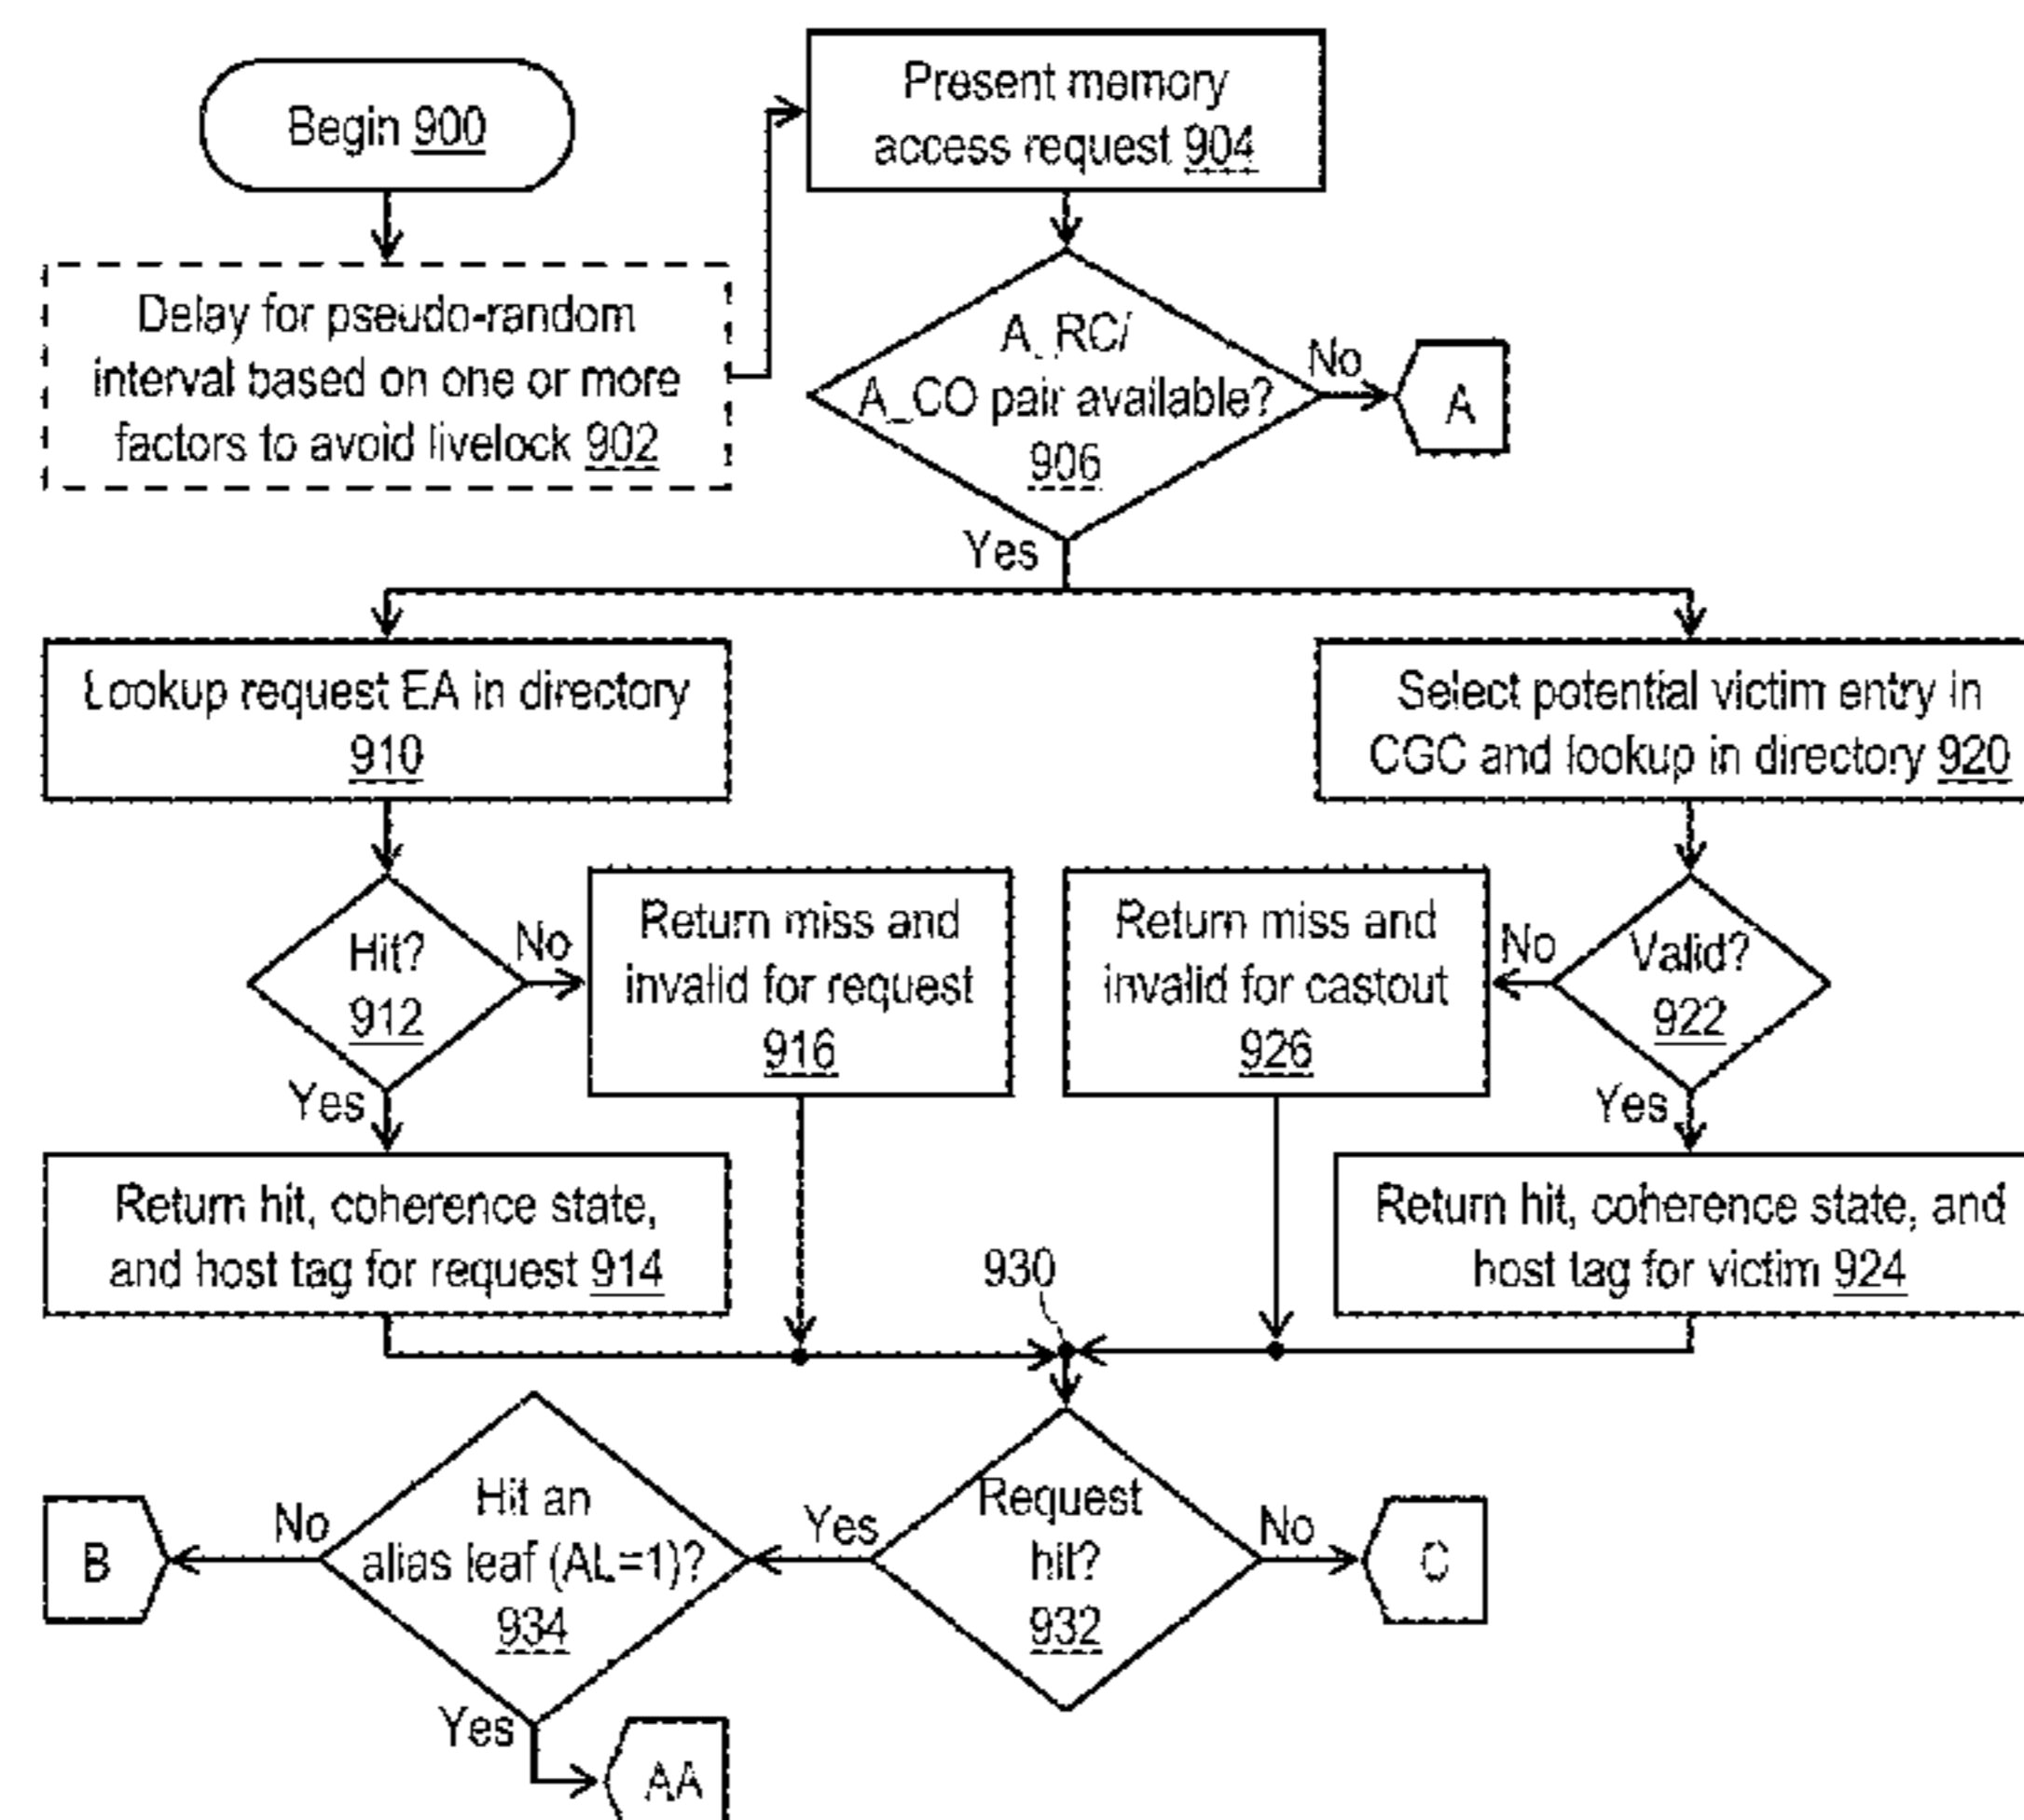 Begin 900
Present memory
access request 904
Delay for pseudo-random
interval based on one or more
factors to avoid livelock 902
A_RC/
A_CO pair available?
906
No
A
Yes
Lookup request EA in directory
910
Select potential victim entry in
CGC and lookup in directory 920
Hit?
912
No
Return miss and
invalid for request
916
Return miss and
invalid for castout
926
No
Valid?
922
Yes
Yes
Return hit, coherence state,
and host tag for request 914
930
Return hit, coherence state, and
host tag for victim 924
B
No
Hit an
alias leaf (AL=1)?
934
Yes
Request
hit?
932
No
C
Yes
AA